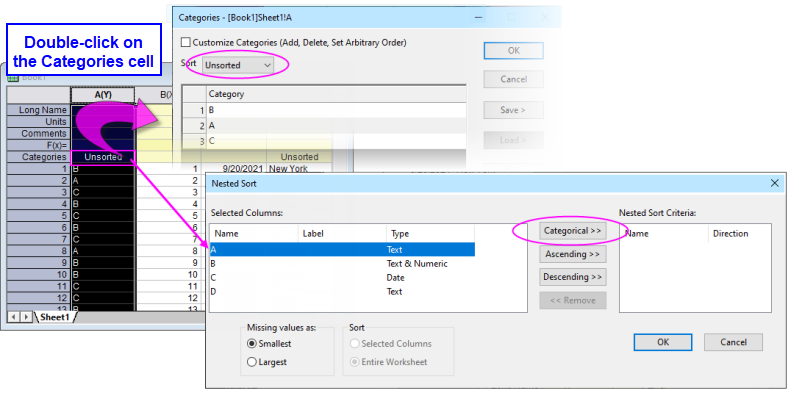 Double-click on
the Categories cell
Categories - [Book1]Sheet1!A
Customize Categories (Add, Delete, Set Arbitrary Order)
Sort Unsorted
Category
1 B
2 A
3 C
OK
Cancel
Save >
Load >
Book1
A(Y) B(X
Long Name
Units
Comments
F(x)=
Categories Unsorted Unsorted
1 B 1 9/20/2021 New York
2 A 2
3 C 3
4 B 4
5 C 5
6 B 6
7 C 7
8 A 8
9 B 9
10 B 10
11 C 11
12 C 12
13 B 13
Sheet1
Nested Sort
Selected Columns:
Name Label Type
A Text
B Text & Numeric
C Date
D Text
Categorical >>
Ascending >>
Descending >>
<< Remove
Nested Sort Criteria:
Name Direction
Missing values as:
Smallest
Largest
Sort
Selected Columns
Entire Worksheet
OK
Cancel